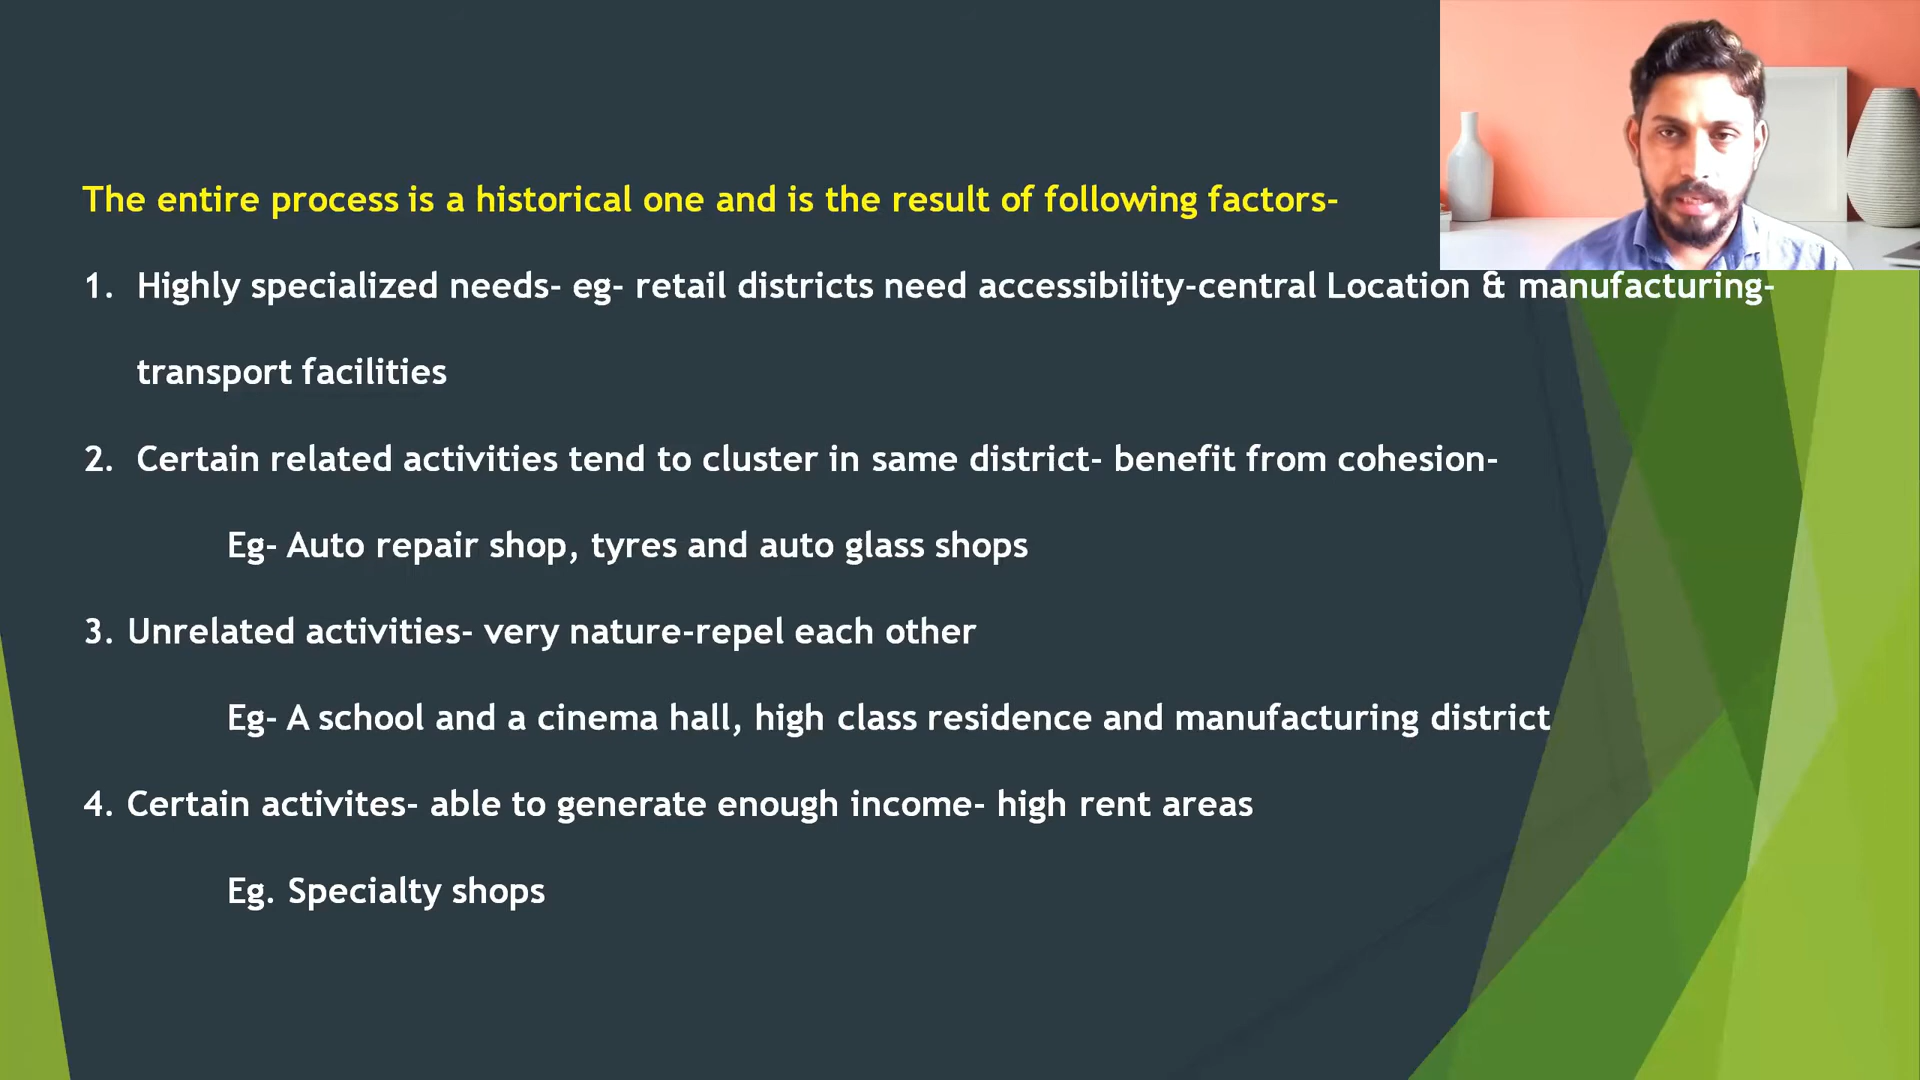 The entire process is a historical one and is the result of following factors-
1. Highly specialized needs- eg- retail districts need accessibility-central Location & manufacturing-
transport facilities
2. Certain related activities tend to cluster in same district- benefit from cohesion-
Eg- Auto repair shop, tyres and auto glass shops
3. Unrelated activities- very nature-repel each other
Eg- A school and a cinema hall, high class residence and manufacturing district
4. Certain activites- able to generate enough income- high rent areas
Eg. Specialty shops